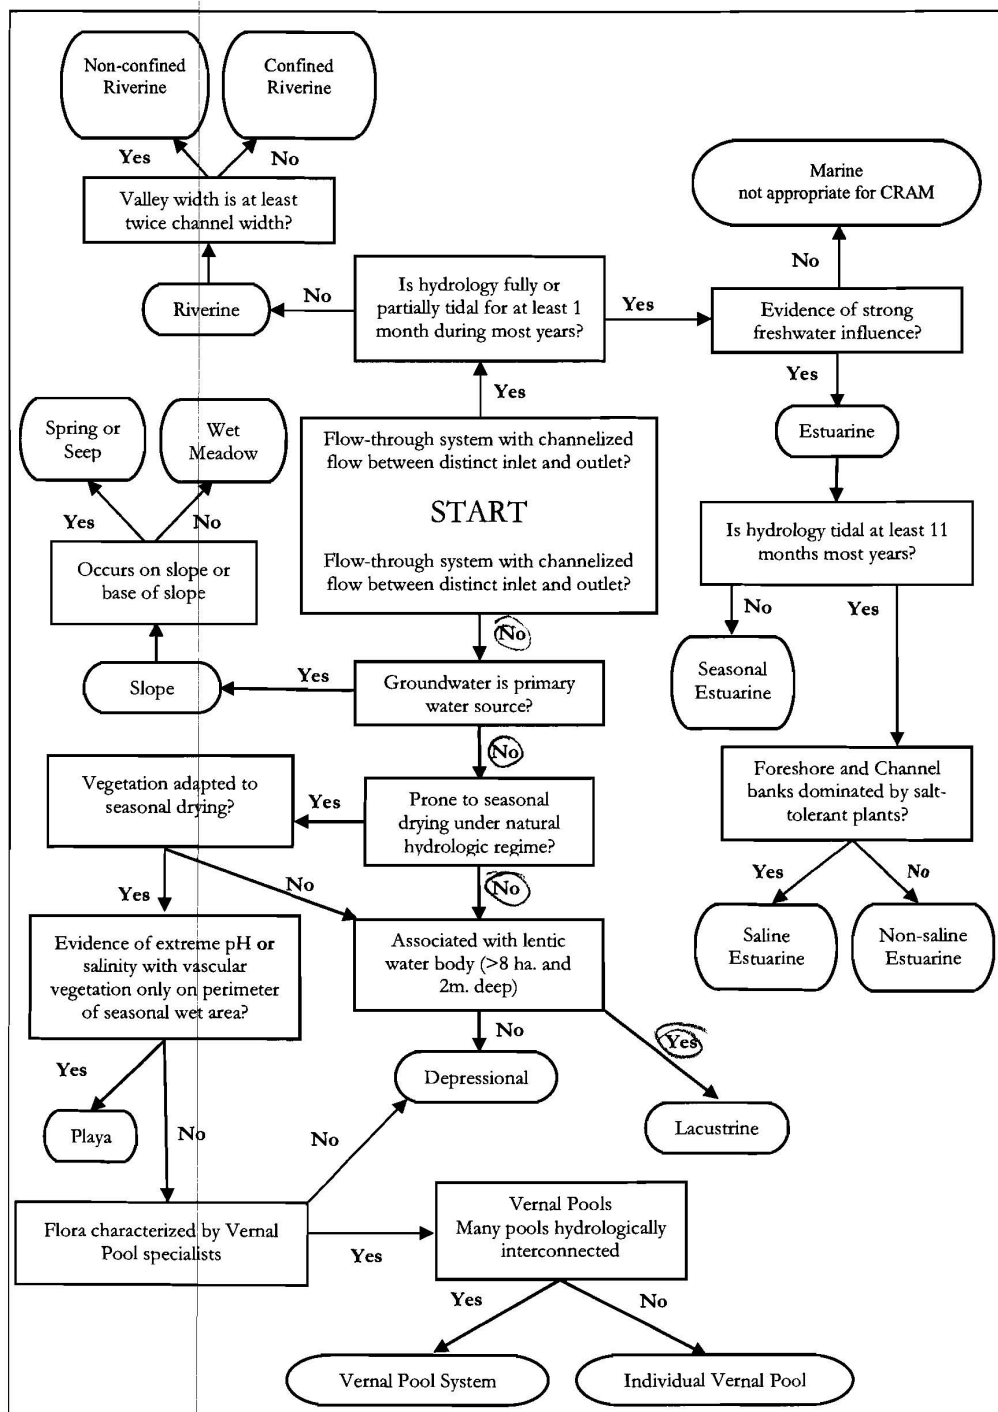 Non-confined
Riverine
Confined
Riverine
Yes
No
Valley width is at least
twice channel width?
Marine
not appropriate for CRAM
No
Riverine
No
Is hydrology fully or
partially tidal for at least 1
month during most years?
Yes
Evidence of strong
freshwater influence?
Yes
Yes
Spring or
Seep
Wet
Meadow
Estuarine
Flow-through system with channelized
flow between distinct inlet and outlet?
START
Flow-through system with channelized
flow between distinct inlet and outlet?
Yes
No
Is hydrology tidal at least 11
months most years?
Occurs on slope or
base of slope
No
Yes
No
Seasonal
Estuarine
Slope
Yes
Groundwater is primary
water source?
No
Vegetation adapted to
seasonal drying?
Yes
Prone to seasonal
drying under natural
hydrologic regime?
Foreshore and Channel
banks dominated by salt-
tolerant plants?
Yes
No
No
Yes
No
Evidence of extreme pH or
salinity with vascular
vegetation only on perimeter
of seasonal wet area?
Associated with lentic
water body (>8 ha. and
2m. deep)
Saline
Estuarine
Non-saline
Estuarine
No
Yes
Yes
Depressional
Playa
No
No
Lacustrine
Flora characterized by Vernal
Pool specialists
Yes
Vernal Pools
Many pools hydrologically
interconnected
Yes
No
Vernal Pool System
Individual Vernal Pool